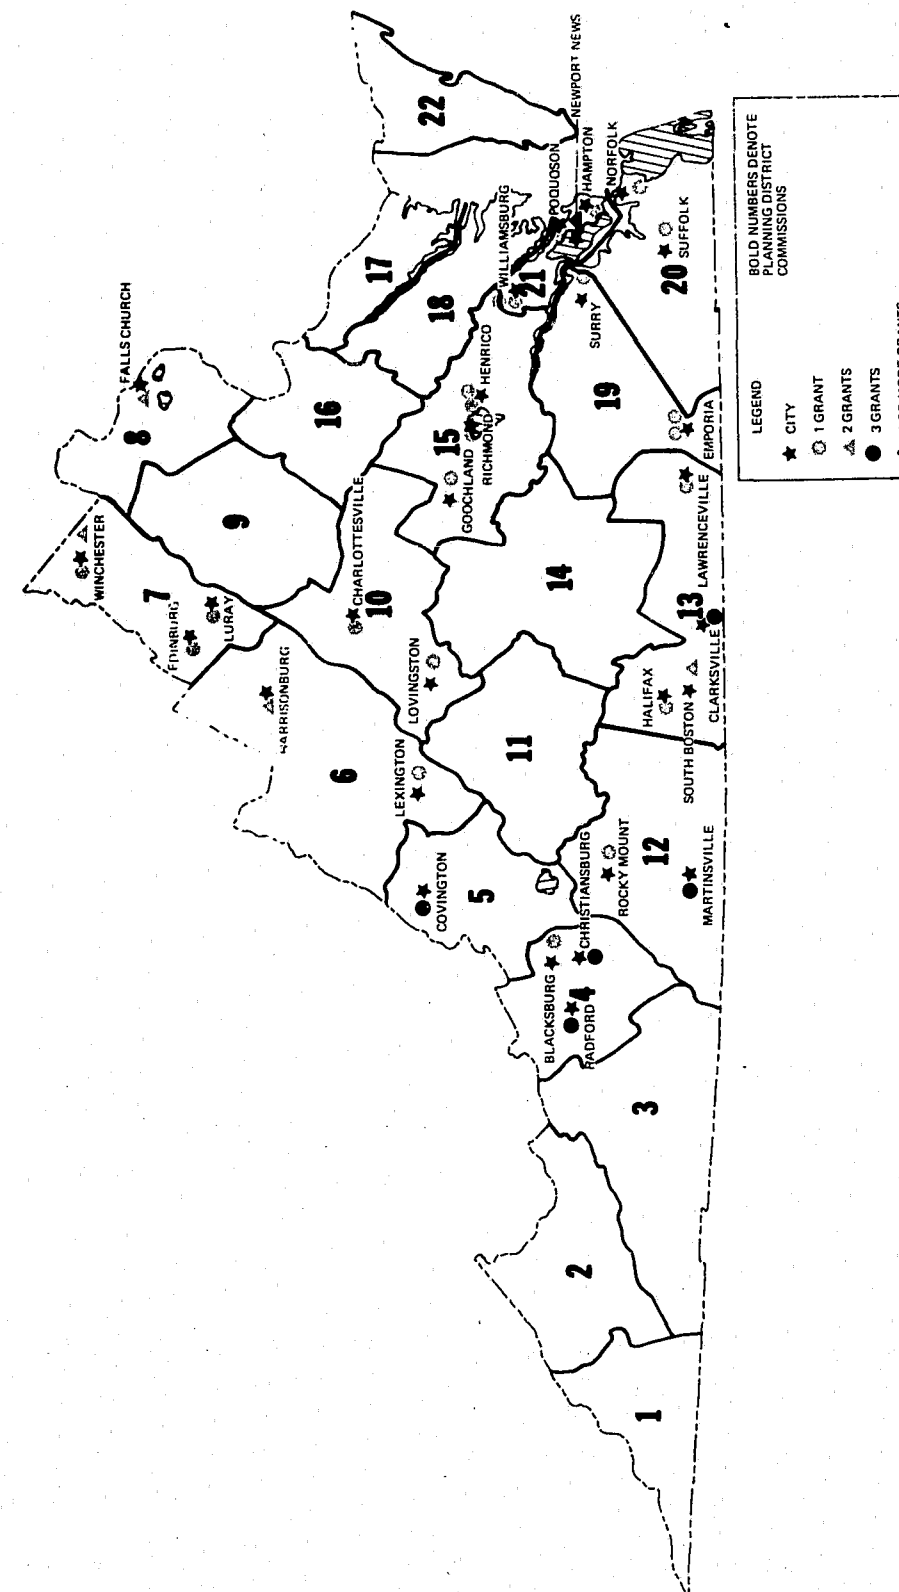 FALLS CHURCH
8
WINCHESTER
7
EDINBURG
LURAY
9
16
17
22
HARRISONBURG
6
CHARLOTTESVILLE
10
LOVINGSTON
LEXINGTON
COVINGTON
5
11
14
GOOCHLAND
15
RICHMOND
HENRICO
18
WILLIAMSBURG
21
POQUOSON
NEWPORT NEWS
HAMPTON
NORFOLK
SURRY
20
SUFFOLK
19
EMPORIA
LAWRENCEVILLE
13
CLARKSVILLE
HALIFAX
SOUTH BOSTON
12
ROCKY MOUNT
MARTINSVILLE
CHRISTIANSBURG
BLACKSBURG
4
RADFORD
3
2
1
LEGEND
BOLD NUMBERS DENOTE
PLANNING DISTRICT
COMMISSIONS
CITY
1 GRANT
2 GRANTS
3 GRANTS